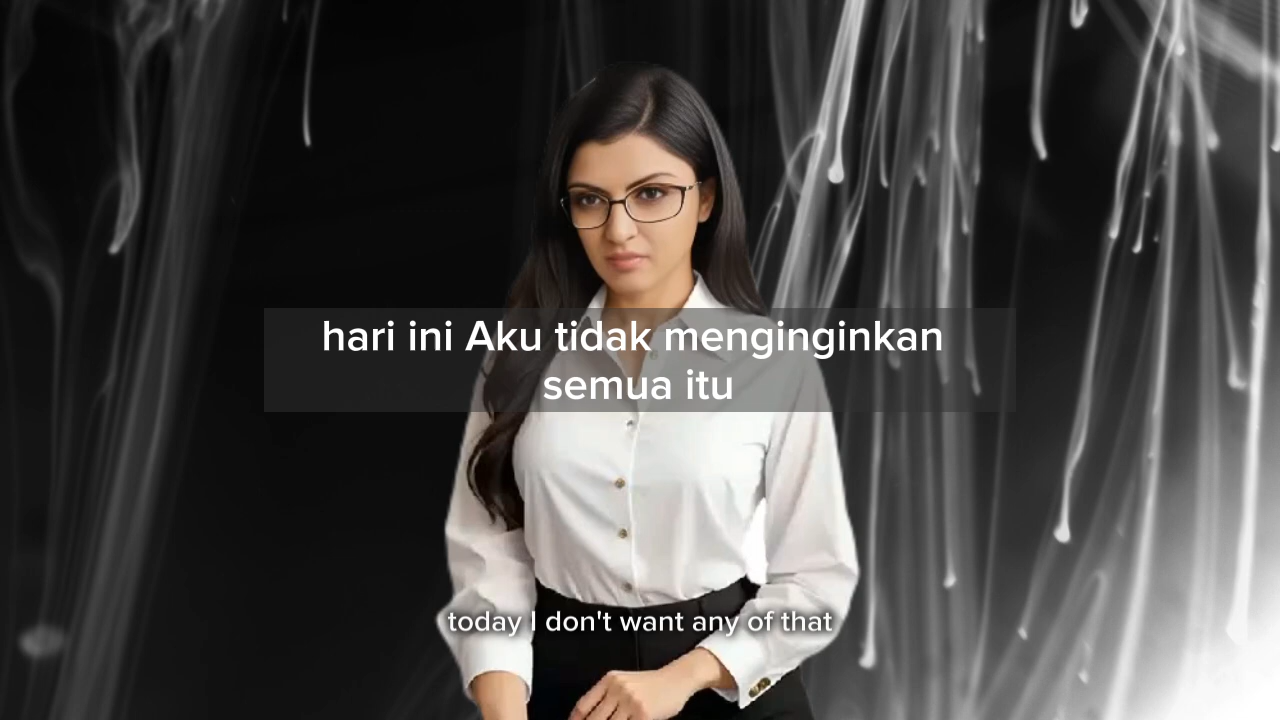 hari ini Aku tidak menginginkan
semua itu
today I don't want any of that